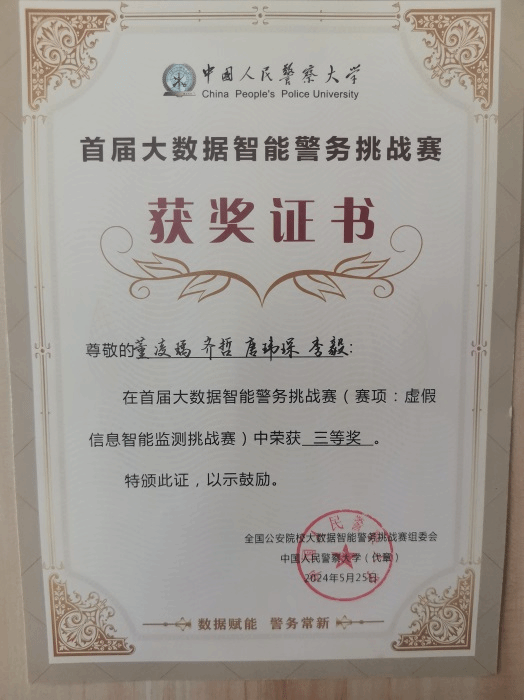 中国人民警察大学
China People's Police University
首届大数据智能警务挑战赛
获奖证书
尊敬的董凌嫣 齐哲 唐玮琛 李毅：
在首届大数据智能警务挑战赛（赛项：虚假
信息智能监测挑战赛）中荣获 三等奖 。
特颁此证，以示鼓励。
全国公安院校大数据智能警务挑战赛组委会
中国人民警察大学（代章）
2024年5月25日
数据赋能 警务常新